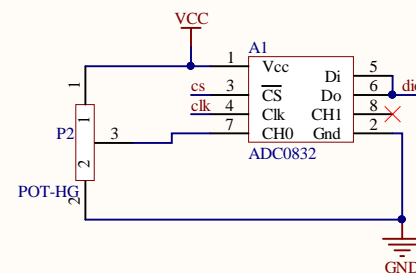 VCC
A1
1 Vcc
Di 5
cs 3 CS
Do 6 dio
clk 4 Clk
CH1 8
7 CH0
Gnd 2
ADC0832
1
P2 1 3
2
POT-HG 2
GND